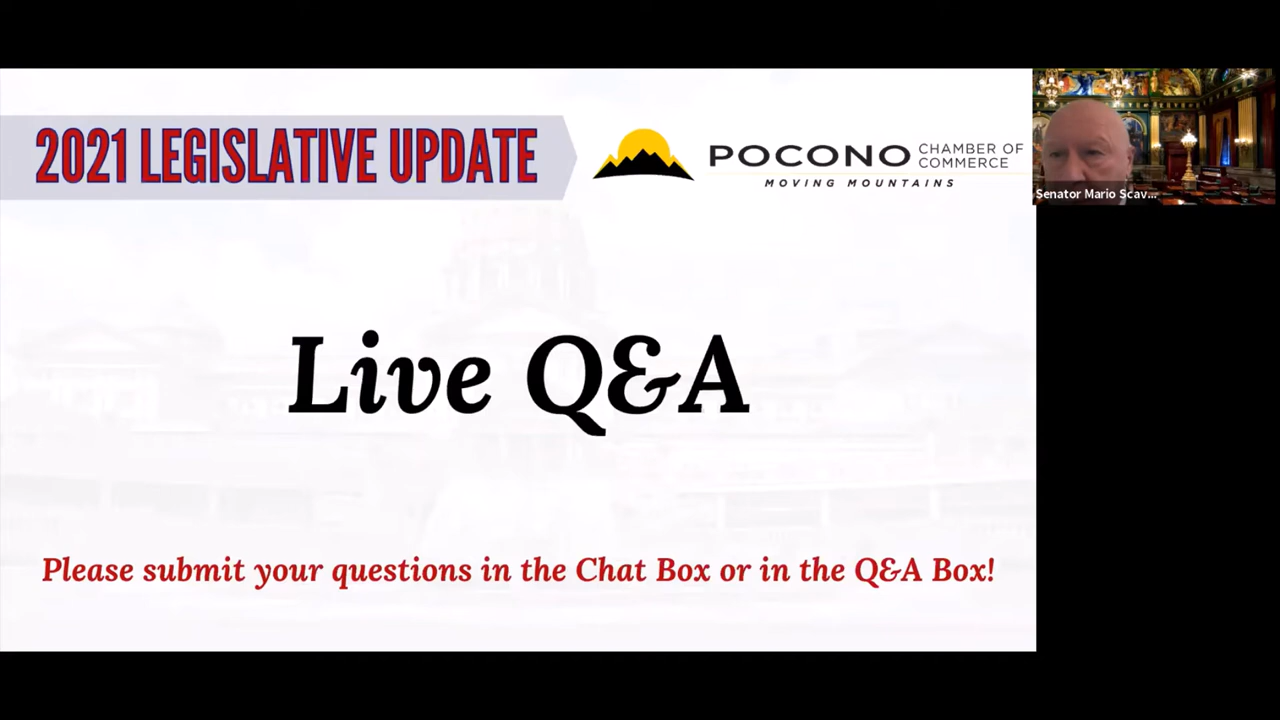 2021 LEGISLATIVE UPDATE
POCONO
CHAMBER OF
COMMERCE
MOVING MOUNTAINS
Senator Mario Scav...
Live Q&A
Please submit your questions in the Chat Box or in the Q&A Box!